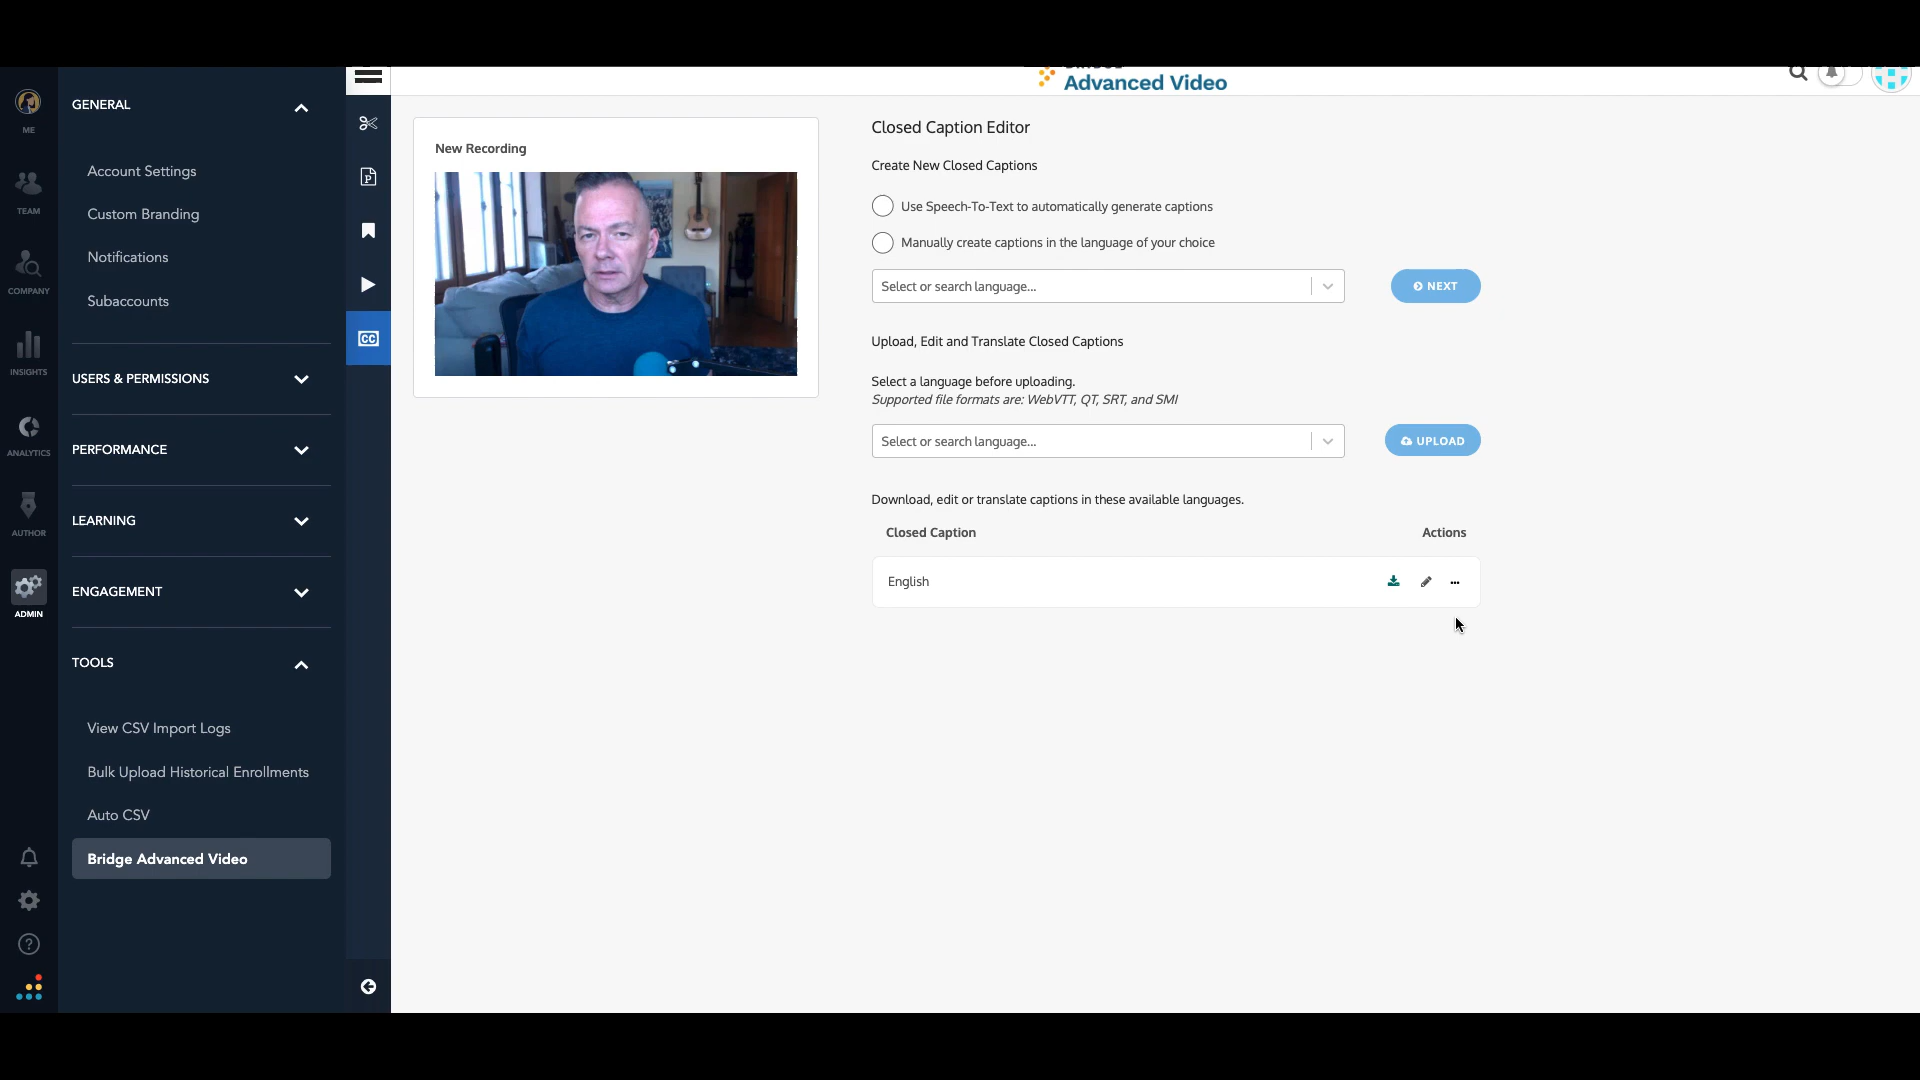 ME
TEAM
COMPANY
INSIGHTS
ANALYTICS
AUTHOR
ADMIN
GENERAL
Account Settings
Custom Branding
Notifications
Subaccounts
USERS & PERMISSIONS
PERFORMANCE
LEARNING
ENGAGEMENT
TOOLS
View CSV Import Logs
Bulk Upload Historical Enrollments
Auto CSV
Bridge Advanced Video
CC
Advanced Video
New Recording
Closed Caption Editor
Create New Closed Captions
Use Speech-To-Text to automatically generate captions
Manually create captions in the language of your choice
Select or search language...
NEXT
Upload, Edit and Translate Closed Captions
Select a language before uploading.
Supported file formats are: WebVTT, QT, SRT, and SMI
Select or search language...
UPLOAD
Download, edit or translate captions in these available languages.
Closed Caption Actions
English